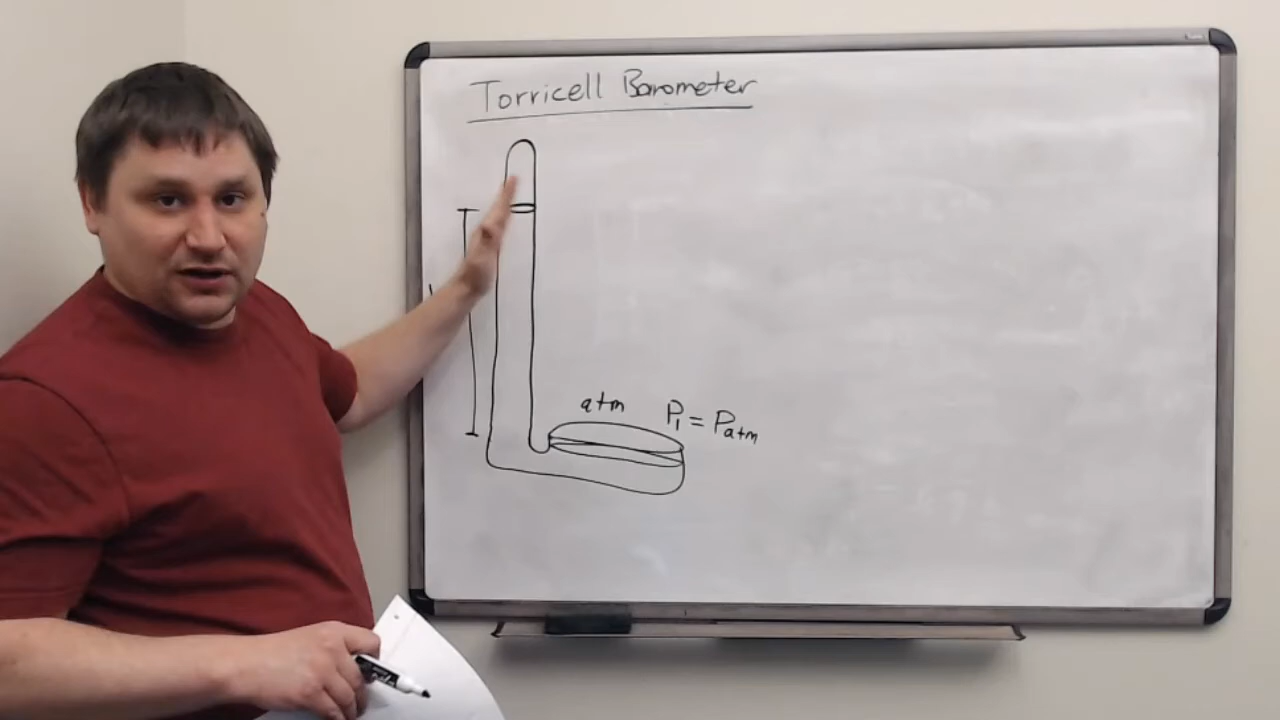 Torricell Barometer
atm
P₁ = Patm